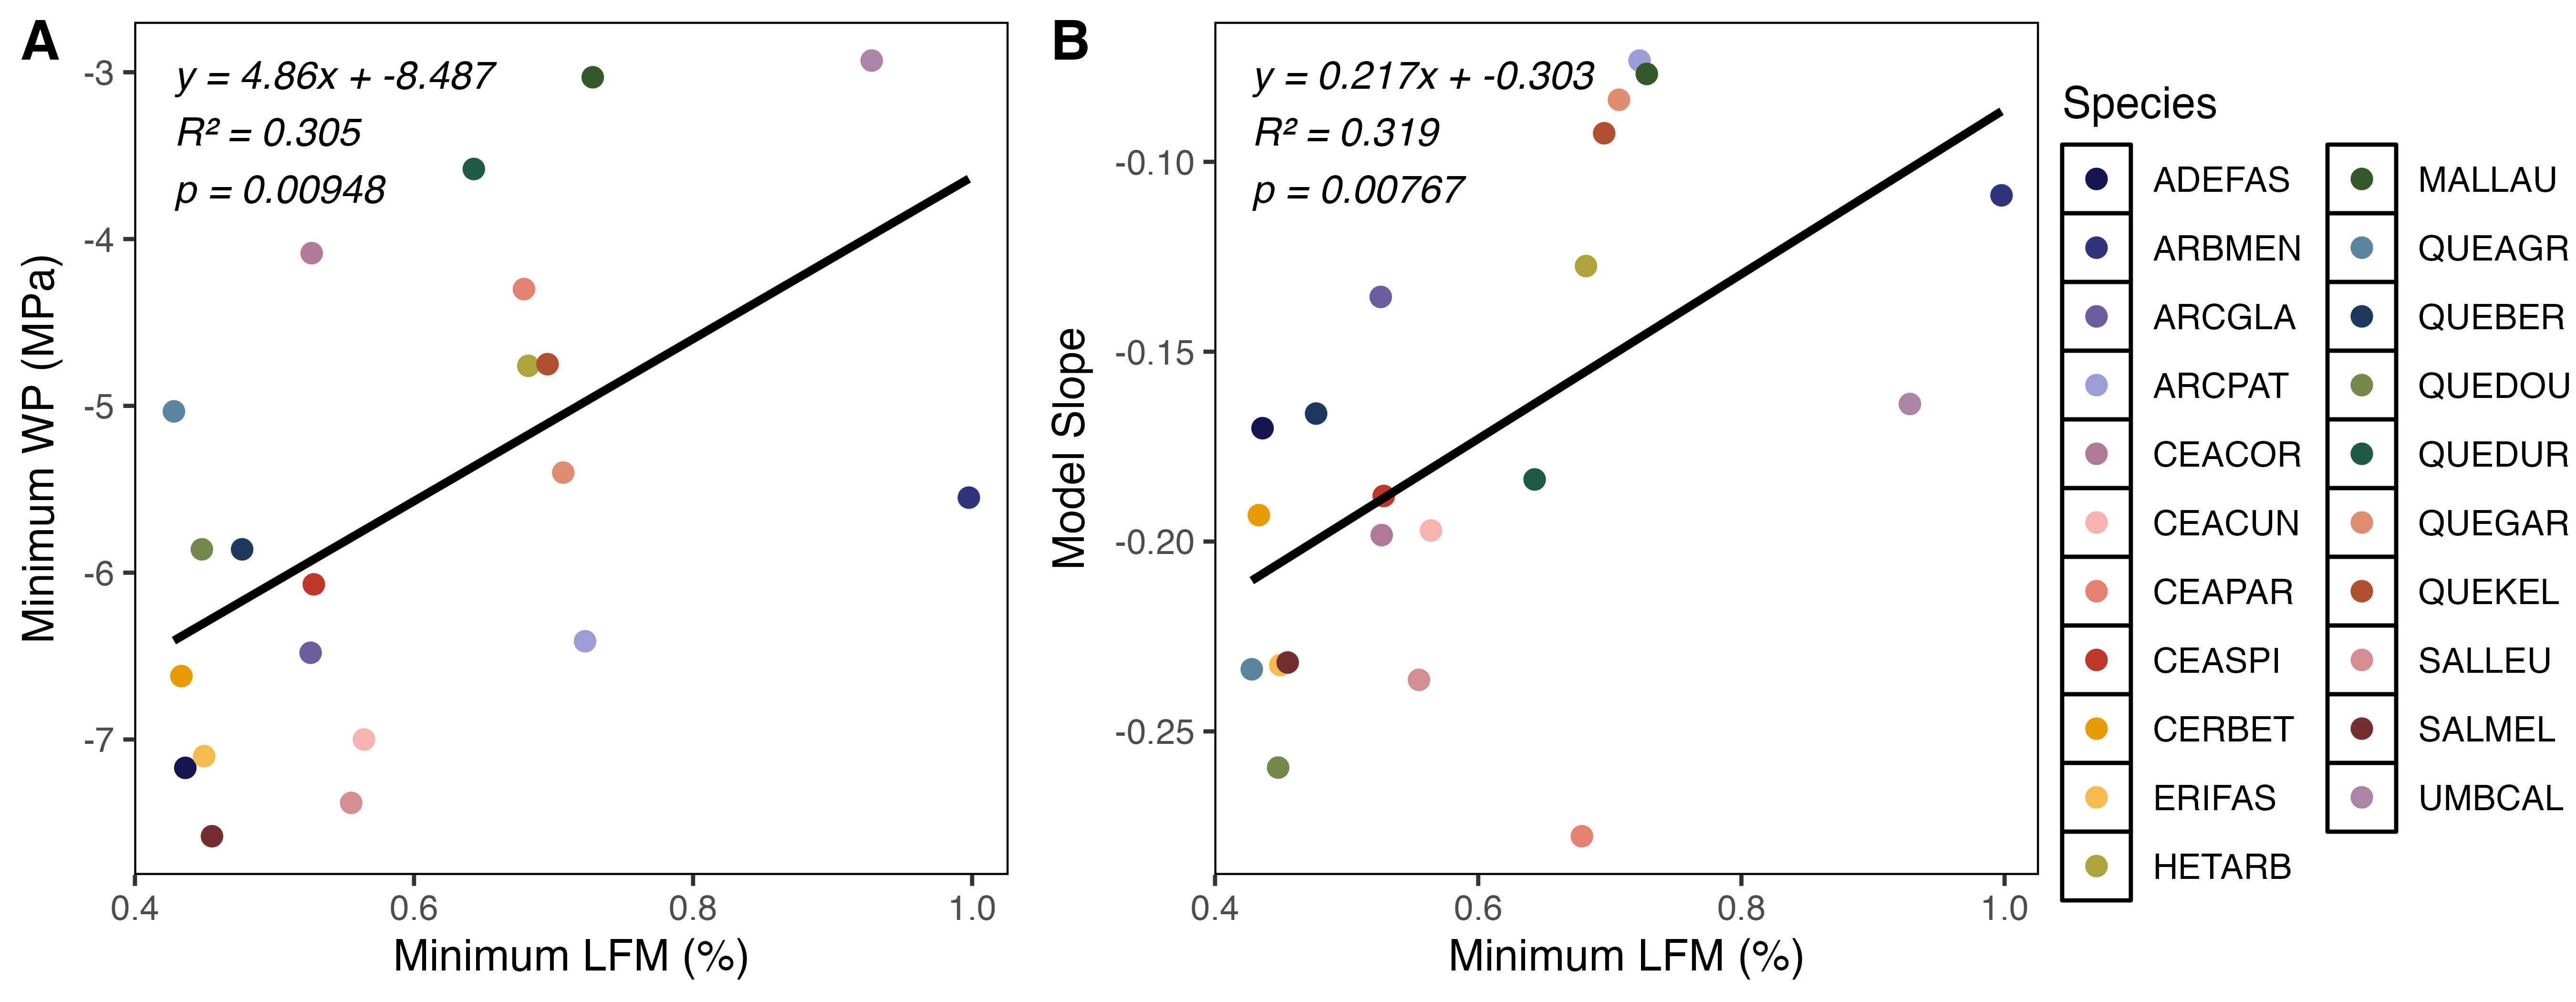 A
y = 4.86x + -8.487
R² = 0.305
p = 0.00948
-3
-4
-5
-6
-7
Minimum WP (MPa)
0.4
0.6
0.8
1.0
Minimum LFM (%)
B
y = 0.217x + -0.303
R² = 0.319
p = 0.00767
-0.10
-0.15
-0.20
-0.25
Model Slope
0.4
0.6
0.8
1.0
Minimum LFM (%)
Species
ADEFAS
ARBMEN
ARCGLA
ARCPAT
CEACOR
CEACUN
CEAPAR
CEASPI
CERBET
ERIFAS
HETARB
MALLAU
QUEAGR
QUEBER
QUEDOU
QUEDUR
QUEGAR
QUEKEL
SALLEU
SALMEL
UMBCAL